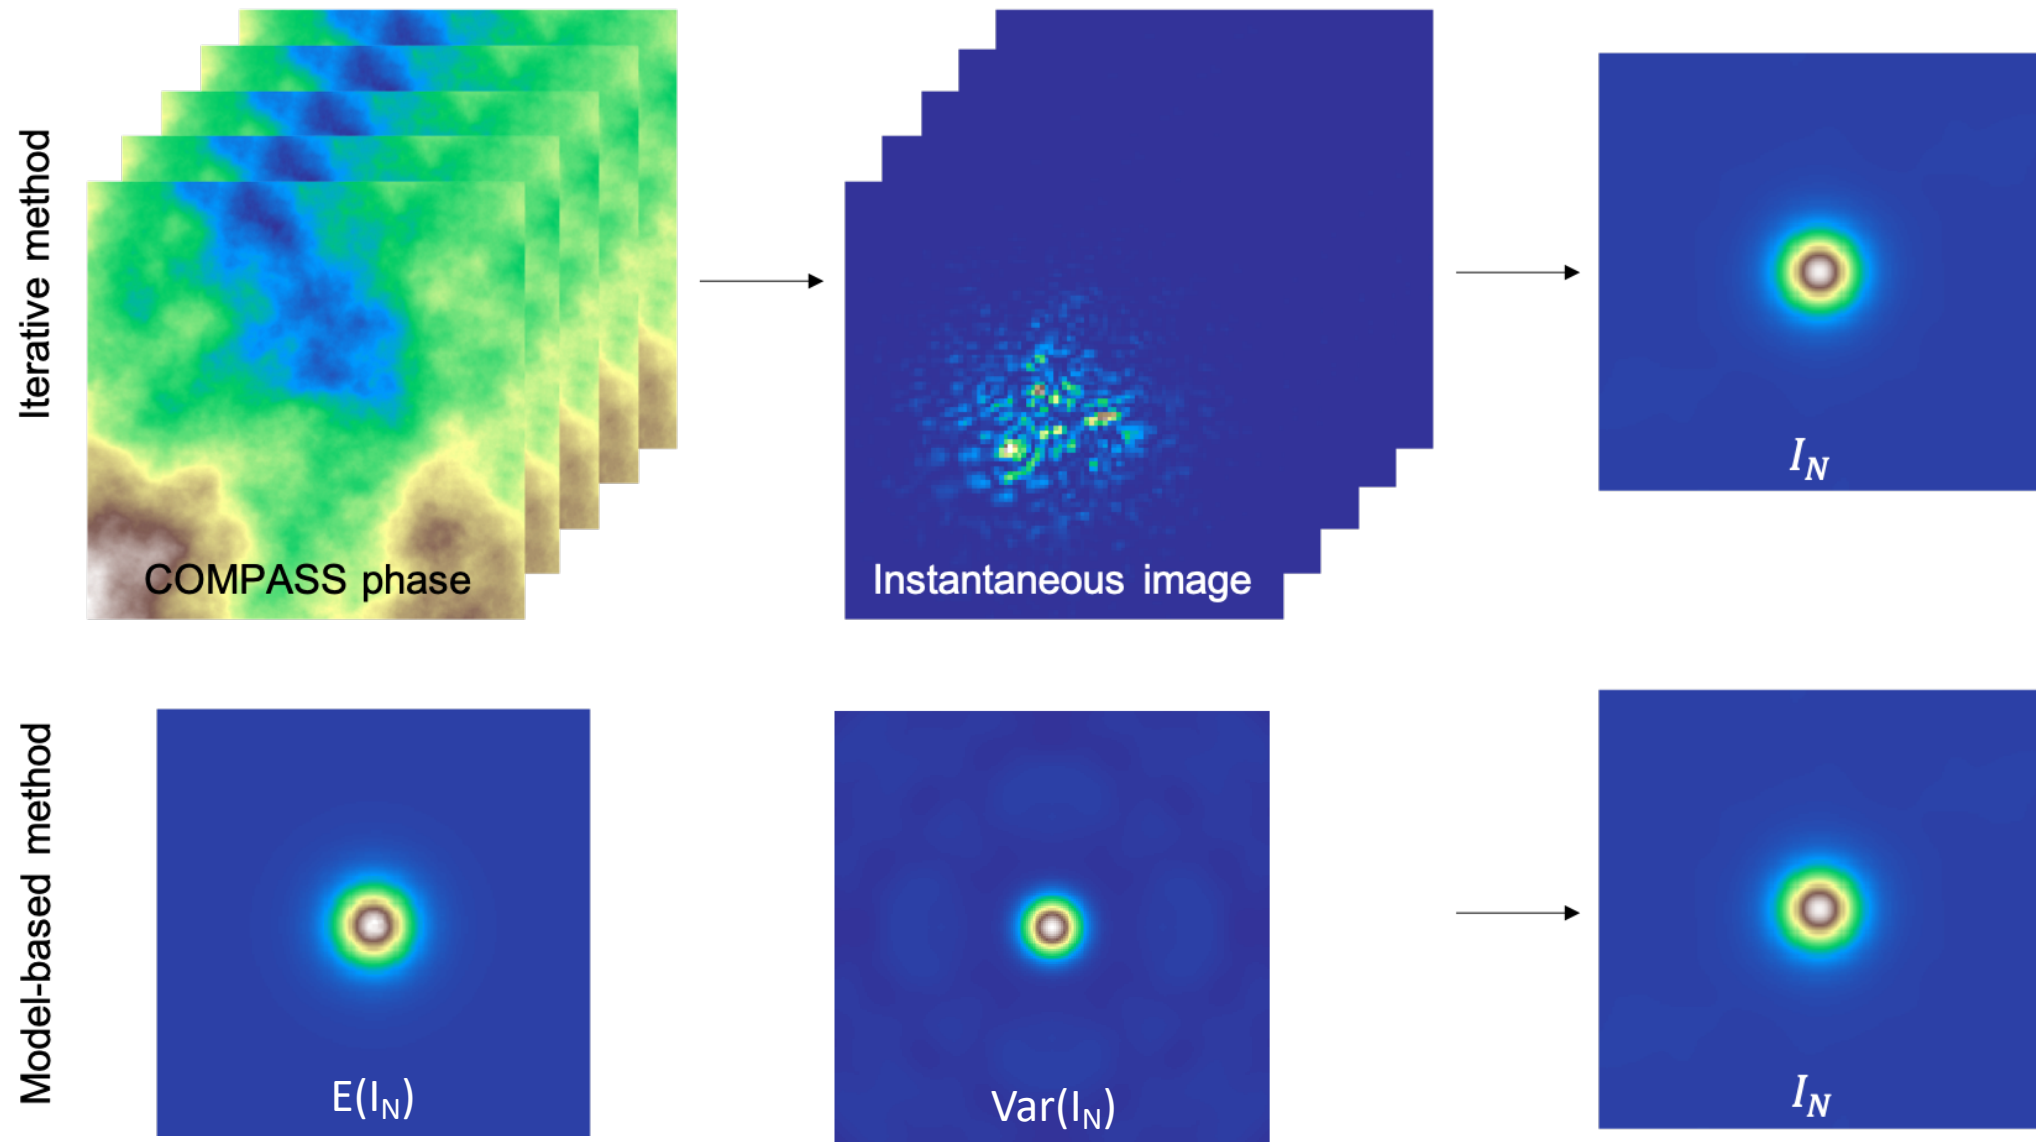 Iterative method
COMPASS phase
Instantaneous image
I_N
Model-based method
E(I_N)
Var(I_N)
I_N